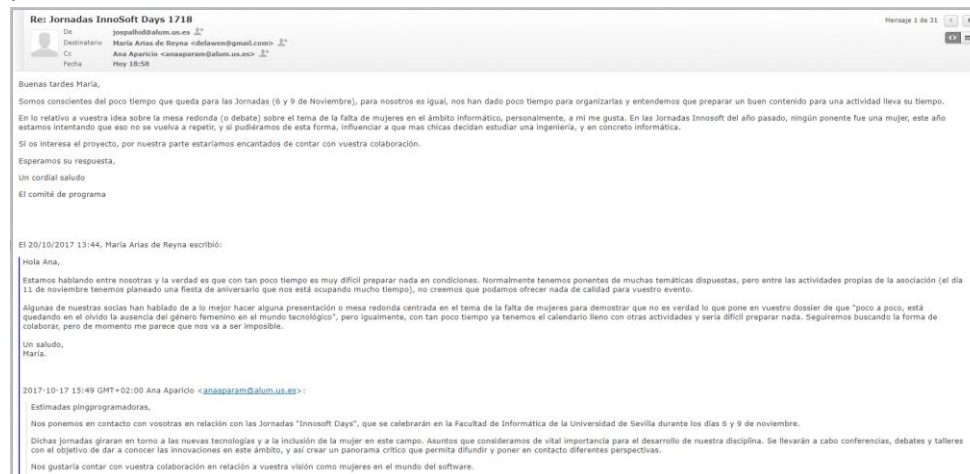 Re: Jornadas InnoSoft Days 1718
Mensaje 1 de 31
De jospalhid@alum.us.es
Destinatario María Arias de Reyna <delawen@gmail.com>
Cc Ana Aparicio <anaaparam@alum.us.es>
Fecha Hoy 18:58
Buenas tardes María,
Somos conscientes del poco tiempo que queda para las Jornadas (6 y 9 de Noviembre), para nosotros es igual, nos han dado poco tiempo para organizarlas y entendemos que preparar un buen contenido para una actividad lleva su tiempo.
En lo relativo a vuestra idea sobre la mesa redonda (o debate) sobre el tema de la falta de mujeres en el ámbito informático, personalmente, a mi me gusta. En las Jornadas Innosoft del año pasado, ningún ponente fue una mujer, este año
estamos intentando que eso no se vuelva a repetir, y si pudiéramos de esta forma, influenciar a que mas chicas decidan estudiar una ingeniería, y en concreto informática.
Si os interesa el proyecto, por nuestra parte estaríamos encantados de contar con vuestra colaboración.
Esperamos su respuesta,
Un cordial saludo
El comité de programa
El 20/10/2017 13:44, María Arias de Reyna escribió:
Hola Ana,
Estamos hablando entre nosotras y la verdad es que con tan poco tiempo es muy difícil preparar nada en condiciones. Normalmente tenemos ponentes de muchas temáticas dispuestas, pero entre las actividades propias de la asociación (el día
11 de noviembre tenemos planeado una fiesta de aniversario que nos está ocupando mucho tiempo), no creemos que podamos ofrecer nada de calidad para vuestro evento.
Algunas de nuestras socias han hablado de a lo mejor hacer alguna presentación o mesa redonda centrada en el tema de la falta de mujeres para demostrar que no es verdad lo que pone en vuestro dossier de que "poco a poco, está
quedando en el olvido la ausencia del género femenino en el mundo tecnológico", pero igualmente, con tan poco tiempo ya tenemos el calendario lleno con otras actividades y sería difícil preparar nada. Seguiremos buscando la forma de
colaborar, pero de momento me parece que nos va a ser imposible.
Un saludo,
María.
2017-10-17 15:49 GMT+02:00 Ana Aparicio <anaaparam@alum.us.es>:
Estimadas pingprogramadoras,
Nos ponemos en contacto con vosotras en relación con las Jornadas "Innosoft Days", que se celebrarán en la Facultad de Informática de la Universidad de Sevilla durante los días 6 y 9 de noviembre.
Dichas jornadas giraran en torno a las nuevas tecnologías y a la inclusión de la mujer en este campo. Asuntos que consideramos de vital importancia para el desarrollo de nuestra disciplina. Se llevarán a cabo conferencias, debates y talleres
con el objetivo de dar a conocer las innovaciones en este ámbito, y así crear un panorama crítico que permita difundir y poner en contacto diferentes perspectivas.
Nos gustaría contar con vuestra colaboración en relación a vuestra visión como mujeres en el mundo del software.